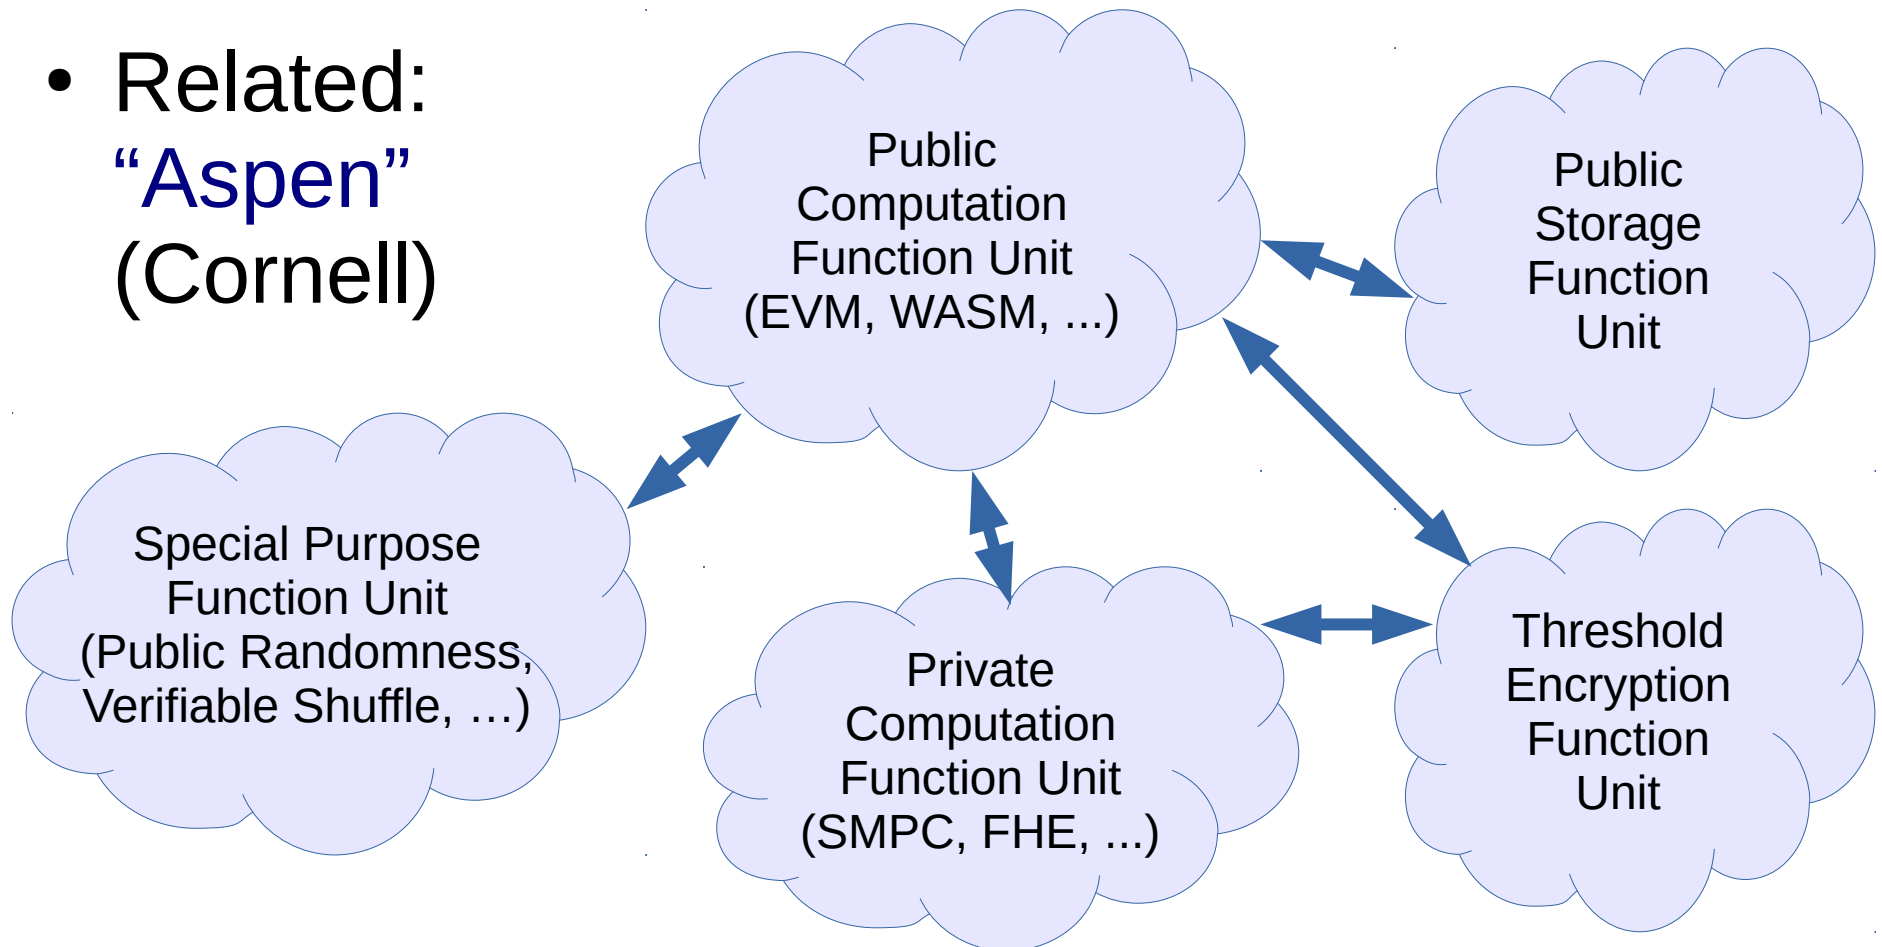 • Related:
“Aspen”
(Cornell)
Public
Computation
Function Unit
(EVM, WASM, ...)
Public
Storage
Function
Unit
Special Purpose
Function Unit
(Public Randomness,
Verifiable Shuffle, …)
Private
Computation
Function Unit
(SMPC, FHE, ...)
Threshold
Encryption
Function
Unit